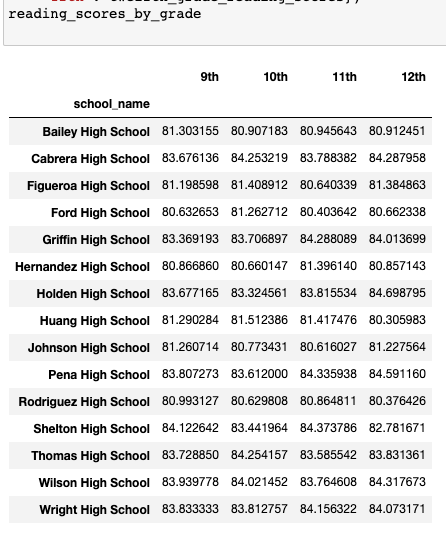 reading_scores_by_grade
9th 10th 11th 12th
school_name
Bailey High School 81.303155 80.907183 80.945643 80.912451
Cabrera High School 83.676136 84.253219 83.788382 84.287958
Figueroa High School 81.198598 81.408912 80.640339 81.384863
Ford High School 80.632653 81.262712 80.403642 80.662338
Griffin High School 83.369193 83.706897 84.288089 84.013699
Hernandez High School 80.866860 80.660147 81.396140 80.857143
Holden High School 83.677165 83.324561 83.815534 84.698795
Huang High School 81.290284 81.512386 81.417476 80.305983
Johnson High School 81.260714 80.773431 80.616027 81.227564
Pena High School 83.807273 83.612000 84.335938 84.591160
Rodriguez High School 80.993127 80.629808 80.864811 80.376426
Shelton High School 84.122642 83.441964 84.373786 82.781671
Thomas High School 83.728850 84.254157 83.585542 83.831361
Wilson High School 83.939778 84.021452 83.764608 84.317673
Wright High School 83.833333 83.812757 84.156322 84.073171